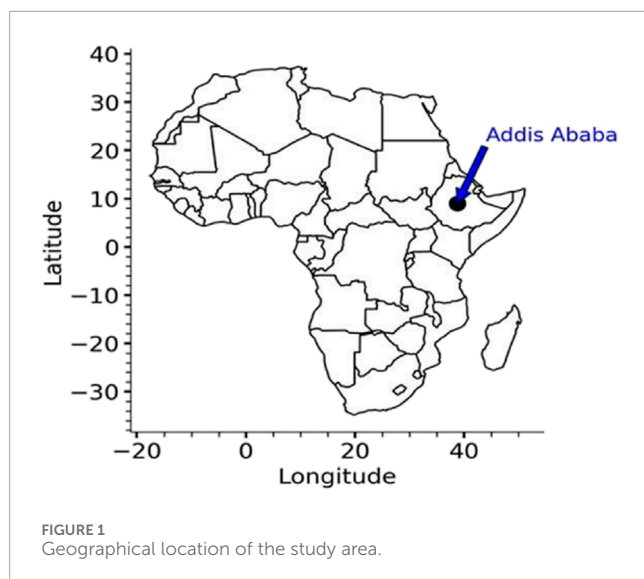 40
30
20
10
0
−10
−20
−30
Latitude
Addis Ababa
−20 0 20 40
Longitude
FIGURE 1
Geographical location of the study area.